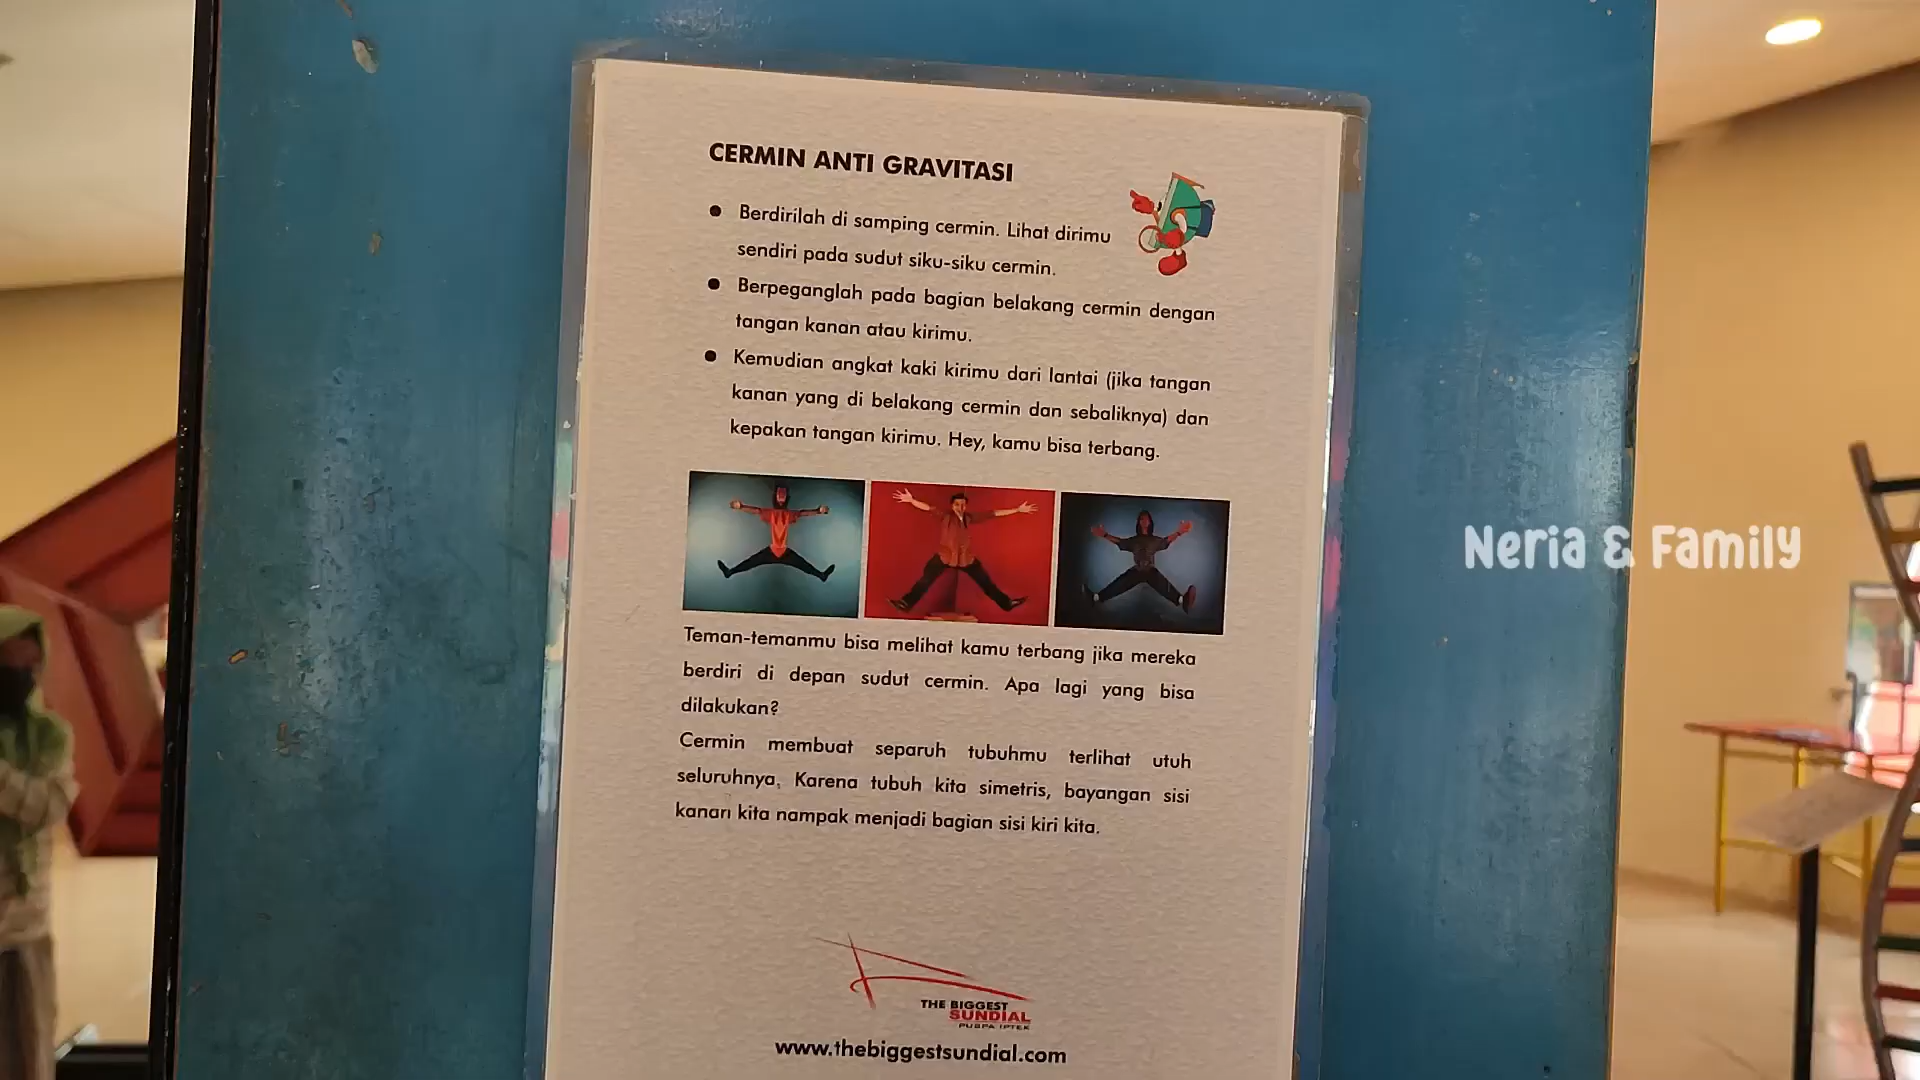 CERMIN ANTI GRAVITASI
● Berdirilah di samping cermin. Lihat dirimu
sendiri pada sudut siku-siku cermin.
● Berpeganglah pada bagian belakang cermin dengan
tangan kanan atau kirimu.
● Kemudian angkat kaki kirimu dari lantai (jika tangan
kanan yang di belakang cermin dan sebaliknya) dan
kepakan tangan kirimu. Hey, kamu bisa terbang.
Teman-temanmu bisa melihat kamu terbang jika mereka
berdiri di depan sudut cermin. Apa lagi yang bisa
dilakukan?
Cermin membuat separuh tubuhmu terlihat utuh
seluruhnya. Karena tubuh kita simetris, bayangan sisi
kanan kita nampak menjadi bagian sisi kiri kita.
THE BIGGEST
SUNDIAL
PUSPA IPTEK
www.thebiggestsundial.com
Neria & Family